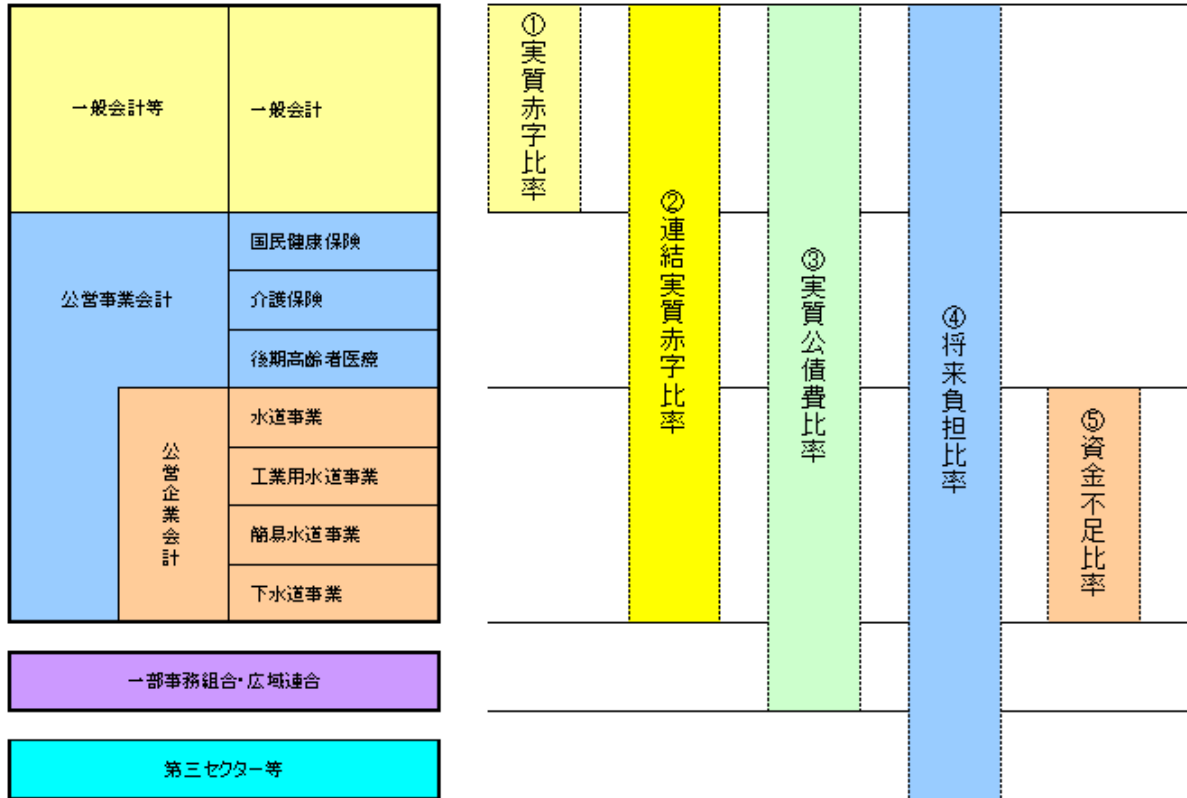 一般会計等
一般会計
公営事業会計
国民健康保険
介護保険
後期高齢者医療
公営企業会計
水道事業
工業用水道事業
簡易水道事業
下水道事業
一部事務組合・広域連合
第三セクター等
①実質赤字比率
②連結実質赤字比率
③実質公債費比率
④将来負担比率
⑤資金不足比率